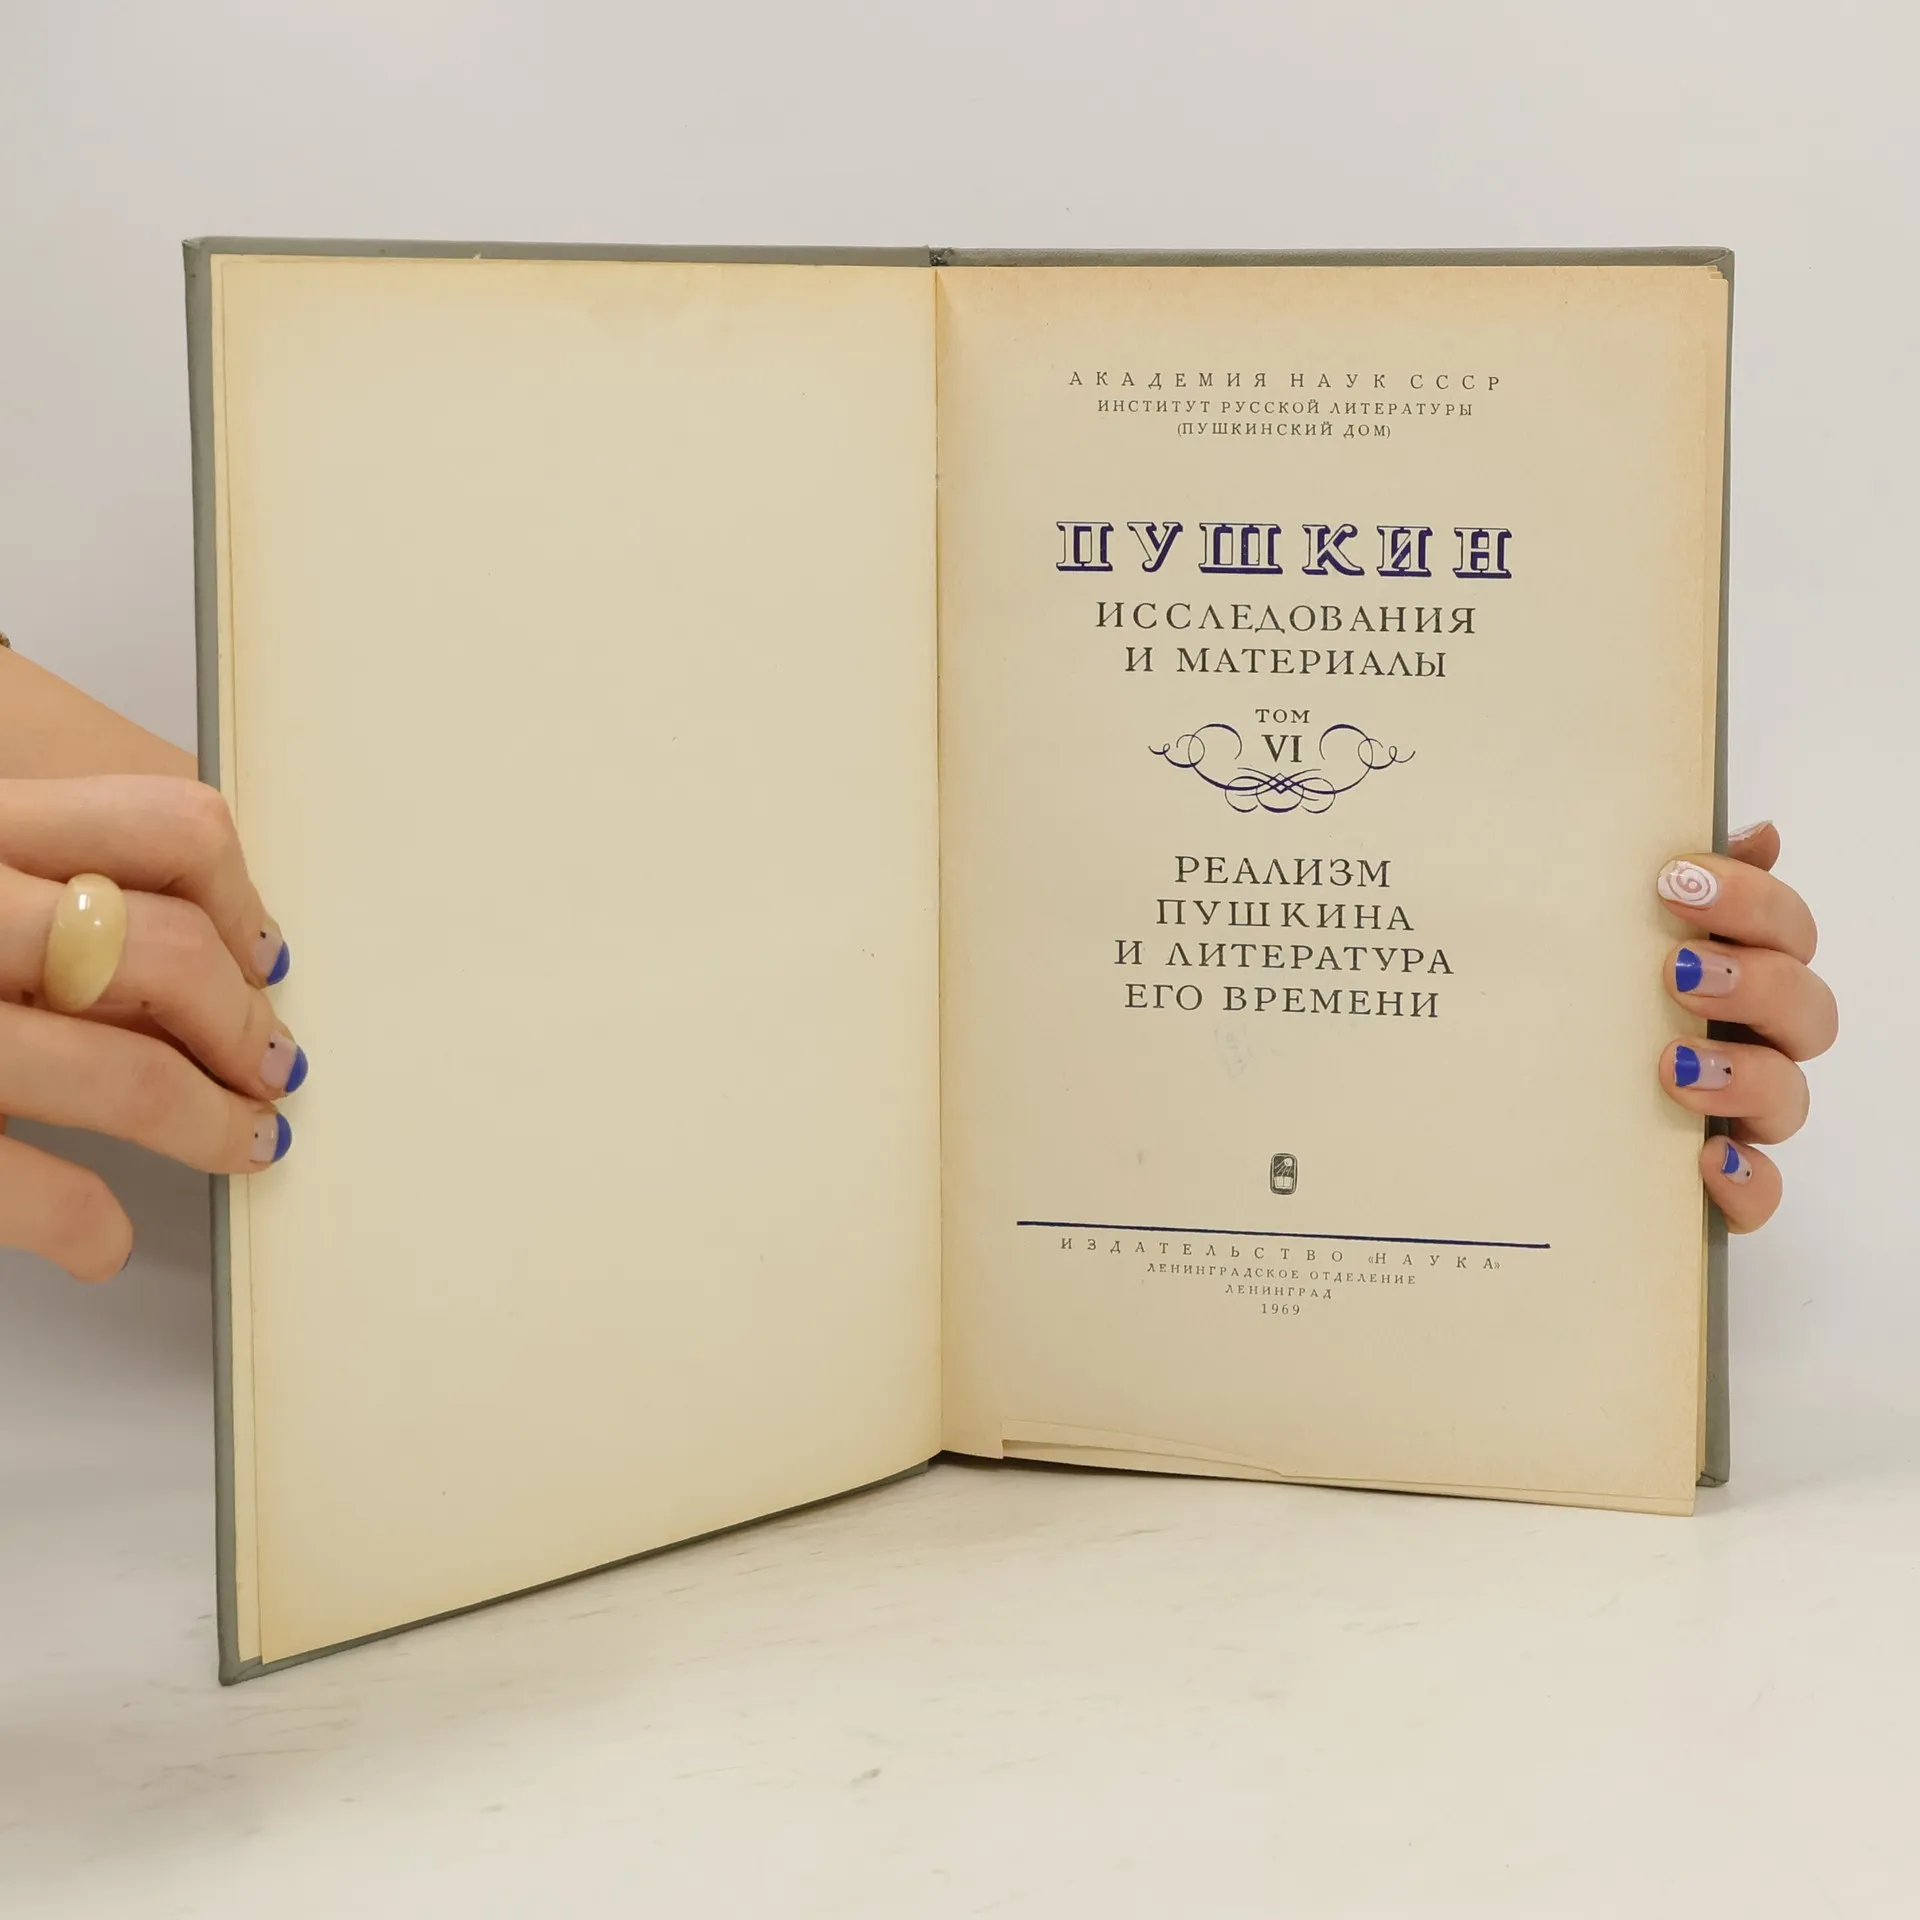 АКАДЕМИЯ НАУК СССР
ИНСТИТУТ РУССКОЙ ЛИТЕРАТУРЫ
(ПУШКИНСКИЙ ДОМ)
ПУШКИН
ИССЛЕДОВАНИЯ
И МАТЕРИАЛЫ
ТОМ
VI
РЕАЛИЗМ
ПУШКИНА
И ЛИТЕРАТУРА
ЕГО ВРЕМЕНИ
ИЗДАТЕЛЬСТВО «НАУКА»
ЛЕНИНГРАДСКОЕ ОТДЕЛЕНИЕ
ЛЕНИНГРАД
1969